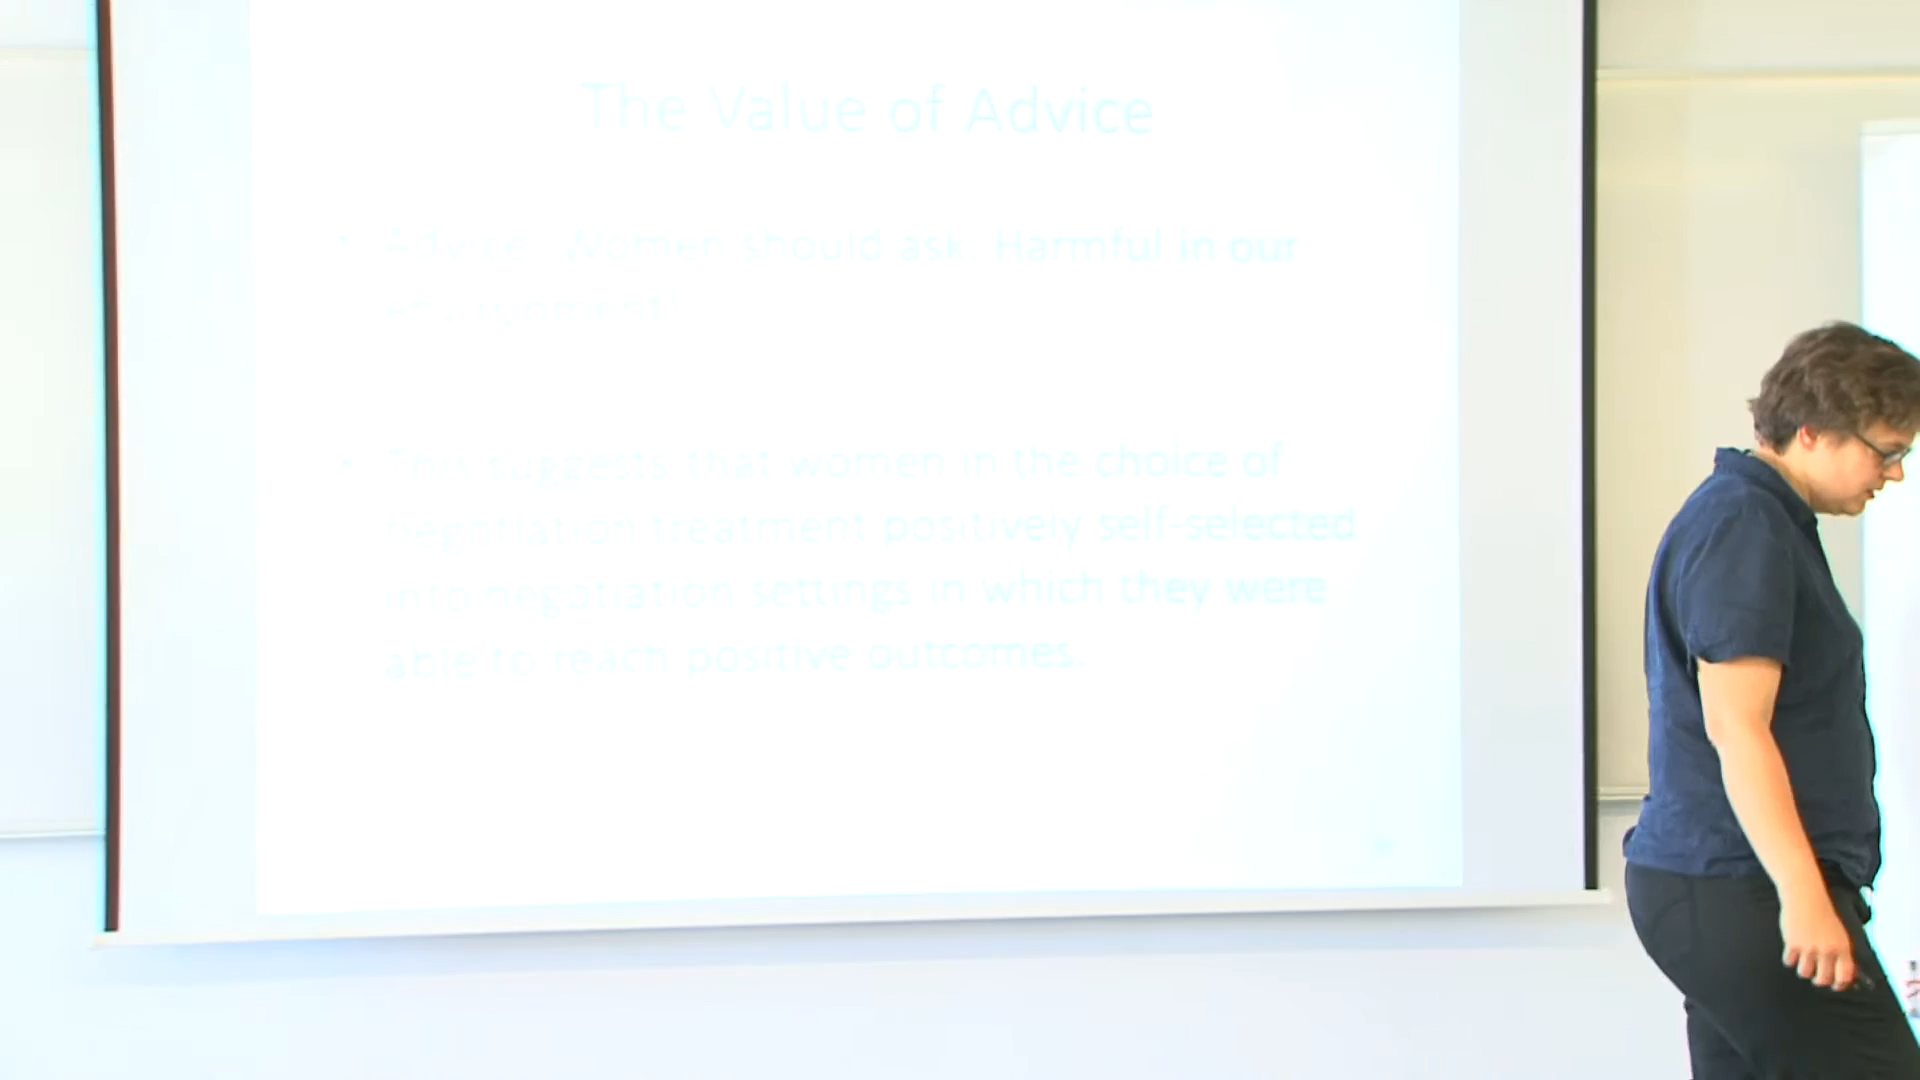 The Value of Advice
• Advice: Women should ask: Harmful in our
environment!
• This suggests that women in the choice of
negotiation treatment positively self-selected
into negotiation settings in which they were
able to reach positive outcomes.